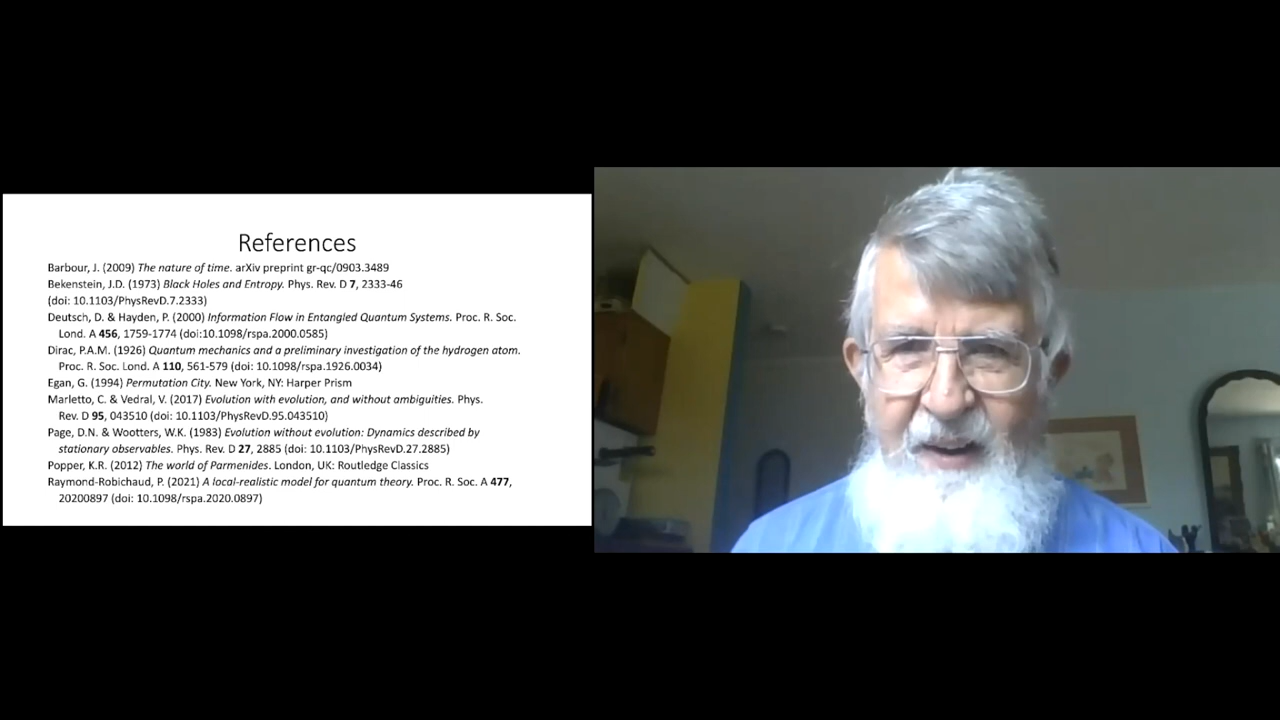 References
Barbour, J. (2009) The nature of time. arXiv preprint gr-qc/0903.3489
Bekenstein, J.D. (1973) Black Holes and Entropy. Phys. Rev. D 7, 2333-46
(doi: 10.1103/PhysRevD.7.2333)
Deutsch, D. & Hayden, P. (2000) Information Flow in Entangled Quantum Systems. Proc. R. Soc.
Lond. A 456, 1759-1774 (doi:10.1098/rspa.2000.0585)
Dirac, P.A.M. (1926) Quantum mechanics and a preliminary investigation of the hydrogen atom.
Proc. R. Soc. Lond. A 110, 561-579 (doi: 10.1098/rspa.1926.0034)
Egan, G. (1994) Permutation City. New York, NY: Harper Prism
Marletto, C. & Vedral, V. (2017) Evolution with evolution, and without ambiguities. Phys.
Rev. D 95, 043510 (doi: 10.1103/PhysRevD.95.043510)
Page, D.N. & Wootters, W.K. (1983) Evolution without evolution: Dynamics described by
stationary observables. Phys. Rev. D 27, 2885 (doi: 10.1103/PhysRevD.27.2885)
Popper, K.R. (2012) The world of Parmenides. London, UK: Routledge Classics
Raymond-Robichaud, P. (2021) A local-realistic model for quantum theory. Proc. R. Soc. A 477,
20200897 (doi: 10.1098/rspa.2020.0897)